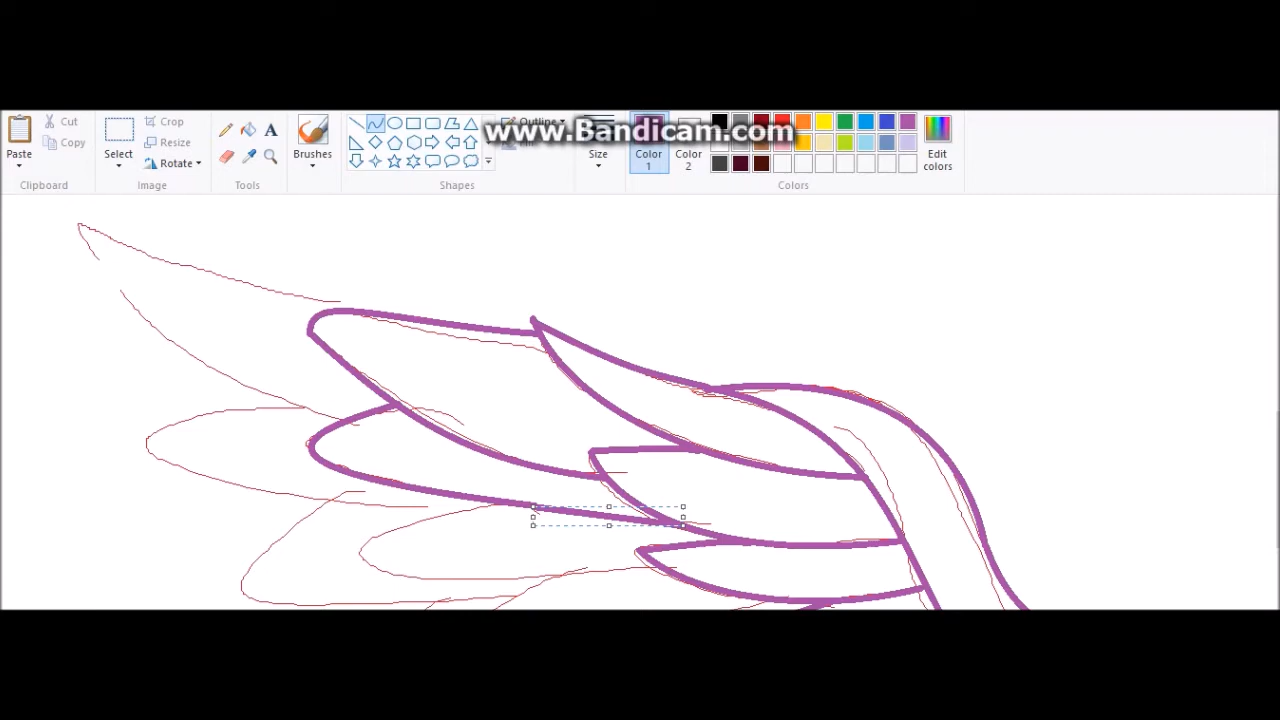 www.Bandicam.com
Cut
Crop
Outline
Copy
Resize
Paste
Select
Rotate
Brushes
Size
Color
1
Color
2
Edit
colors
Clipboard
Image
Tools
Shapes
Colors